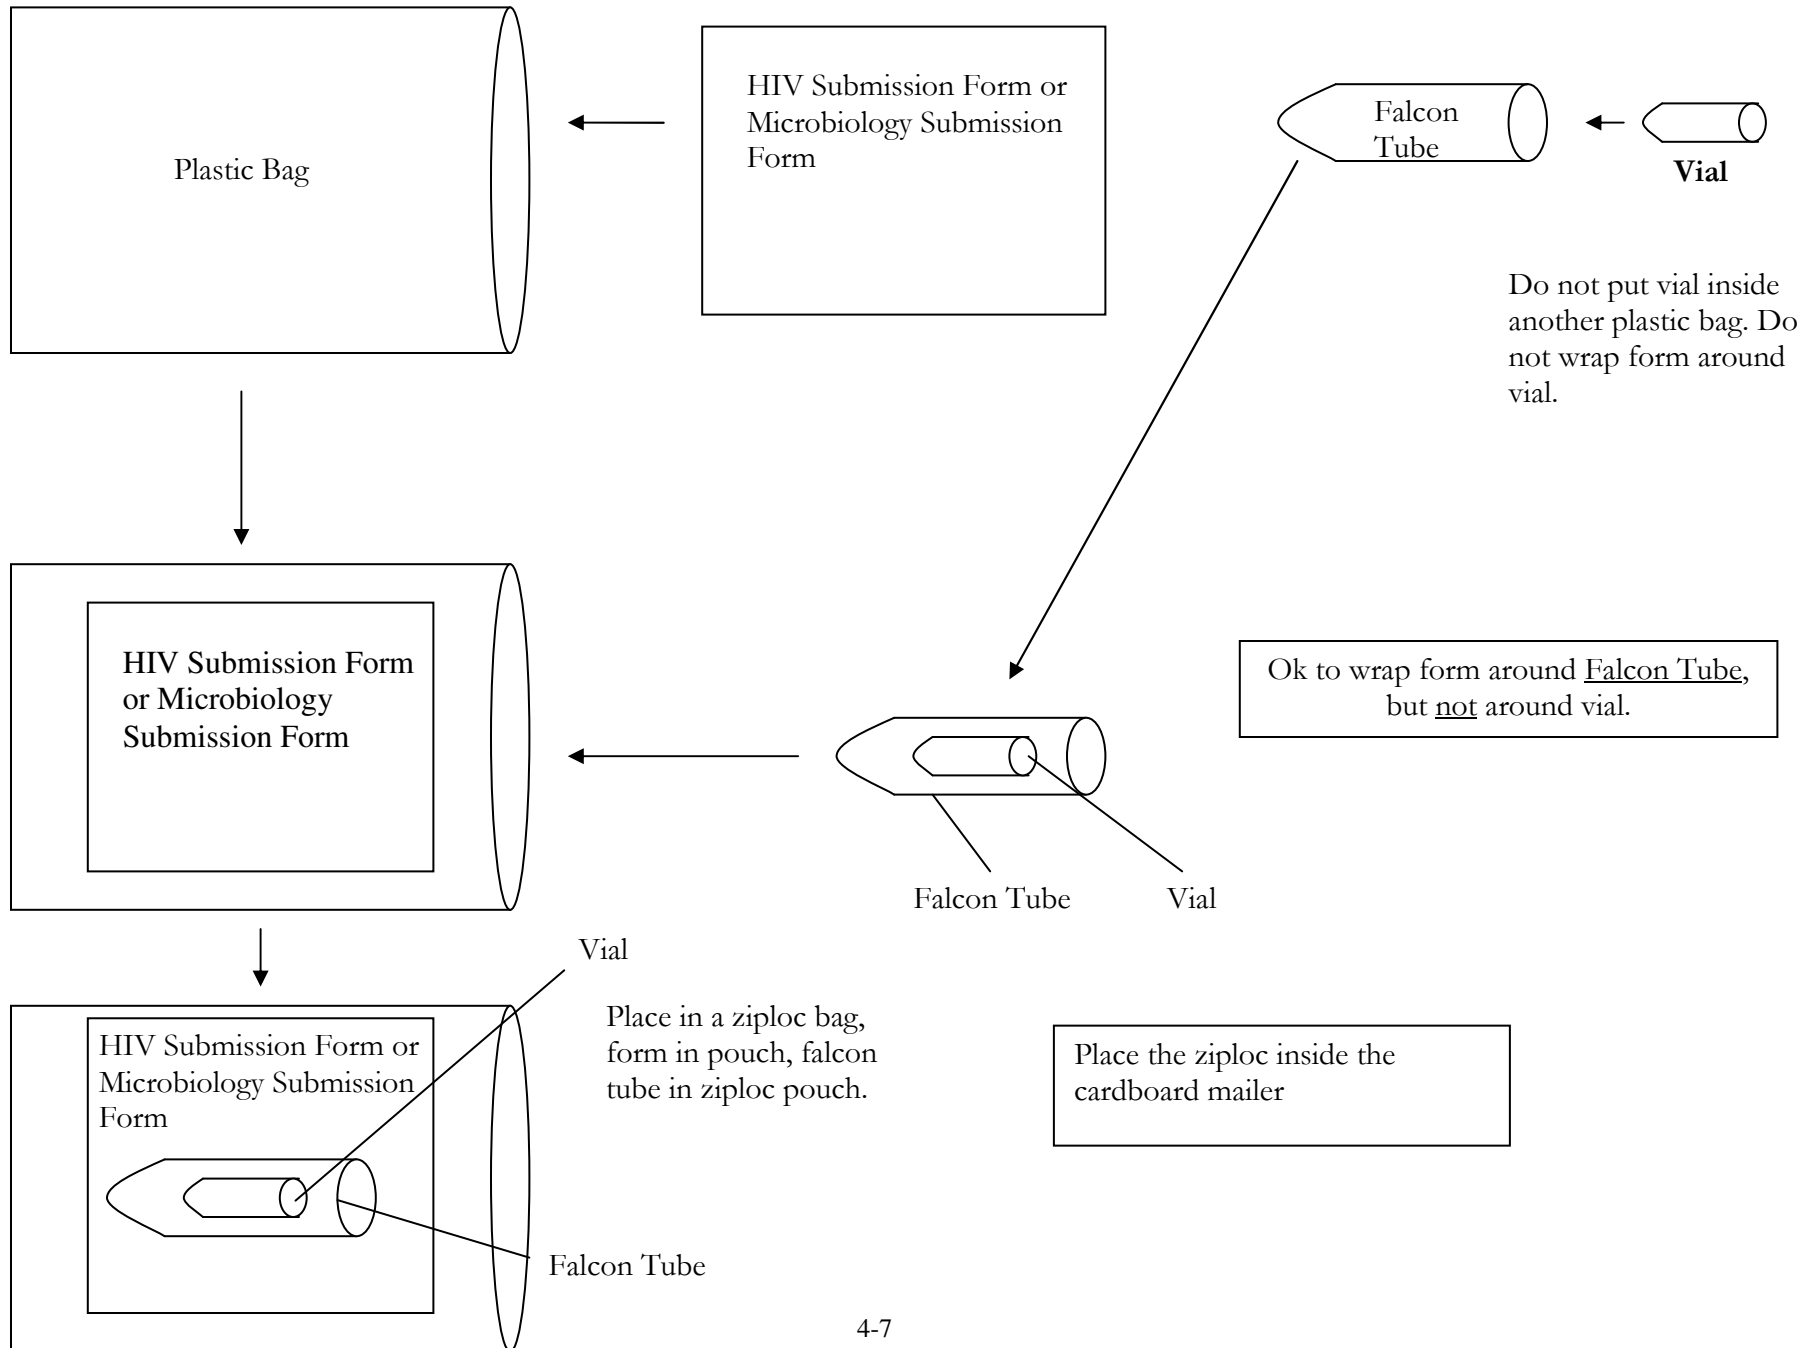 Plastic Bag
HIV Submission Form or
Microbiology Submission
Form
Falcon
Tube
Vial
Do not put vial inside
another plastic bag. Do
not wrap form around
vial.
HIV Submission Form
or Microbiology
Submission Form
Ok to wrap form around Falcon Tube,
but not around vial.
Falcon Tube
Vial
Vial
HIV Submission Form or
Microbiology Submission
Form
Place in a ziploc bag,
form in pouch, falcon
tube in ziploc pouch.
Place the ziploc inside the
cardboard mailer
Falcon Tube
4-7